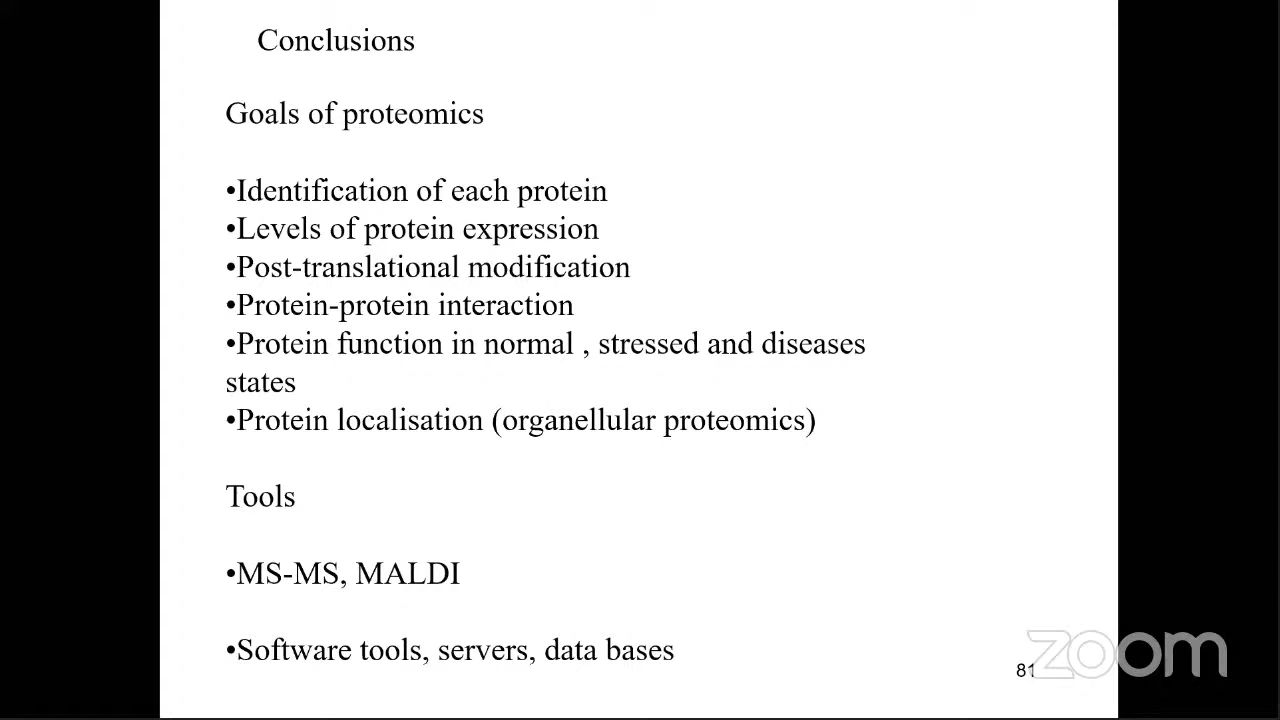 Conclusions
Goals of proteomics
•Identification of each protein
•Levels of protein expression
•Post-translational modification
•Protein-protein interaction
•Protein function in normal , stressed and diseases
states
•Protein localisation (organellular proteomics)
Tools
•MS-MS, MALDI
•Software tools, servers, data bases
81
zoom